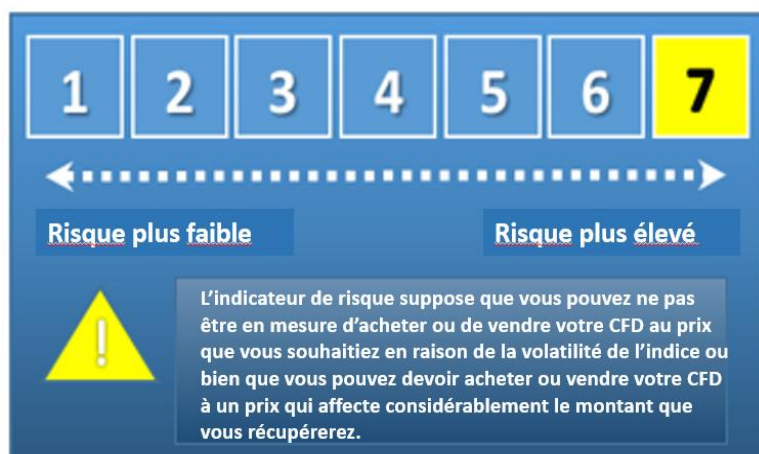 1 2 3 4 5 6 7
Risque plus faible
Risque plus élevé
!
L'indicateur de risque suppose que vous pouvez ne pas
être en mesure d'acheter ou de vendre votre CFD au prix
que vous souhaitiez en raison de la volatilité de l'indice ou
bien que vous pouvez devoir acheter ou vendre votre CFD
à un prix qui affecte considérablement le montant que
vous récupérerez.